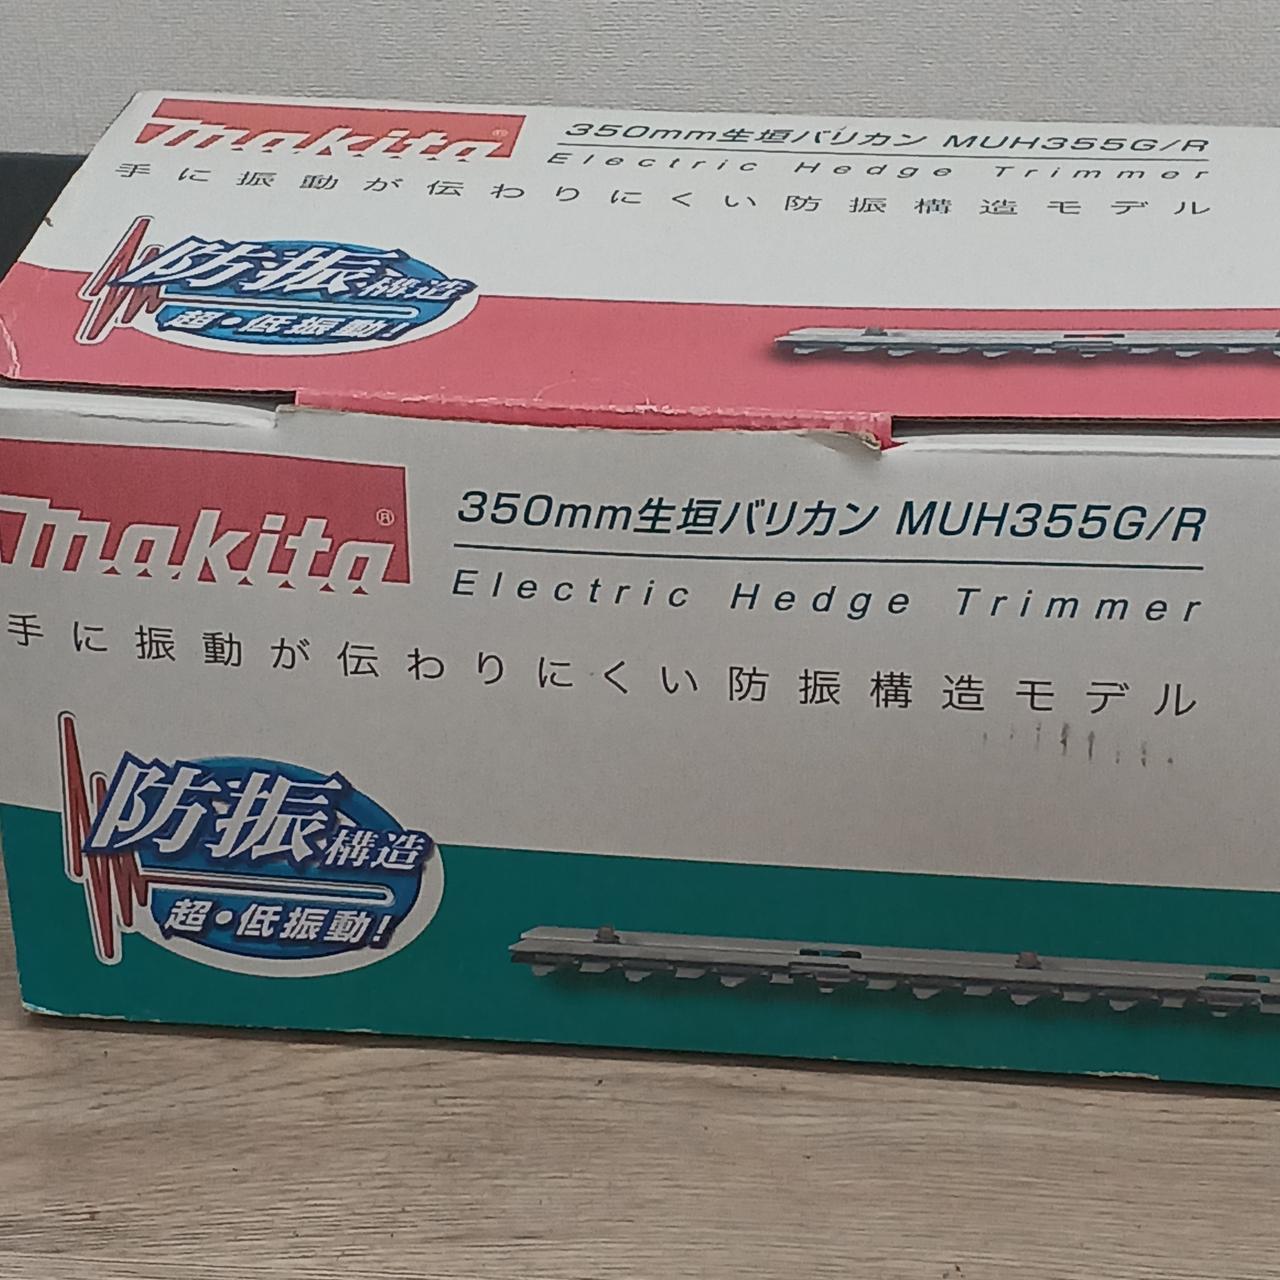 makita®
350mm生垣バリカン MUH355G/R
Electric Hedge Trimmer
手に振動が伝わりにくい防振構造モデル
防振構造
超・低振動!
makita®
350mm生垣バリカン MUH355G/R
Electric Hedge Trimmer
手に振動が伝わりにくい防振構造モデル
防振構造
超・低振動!